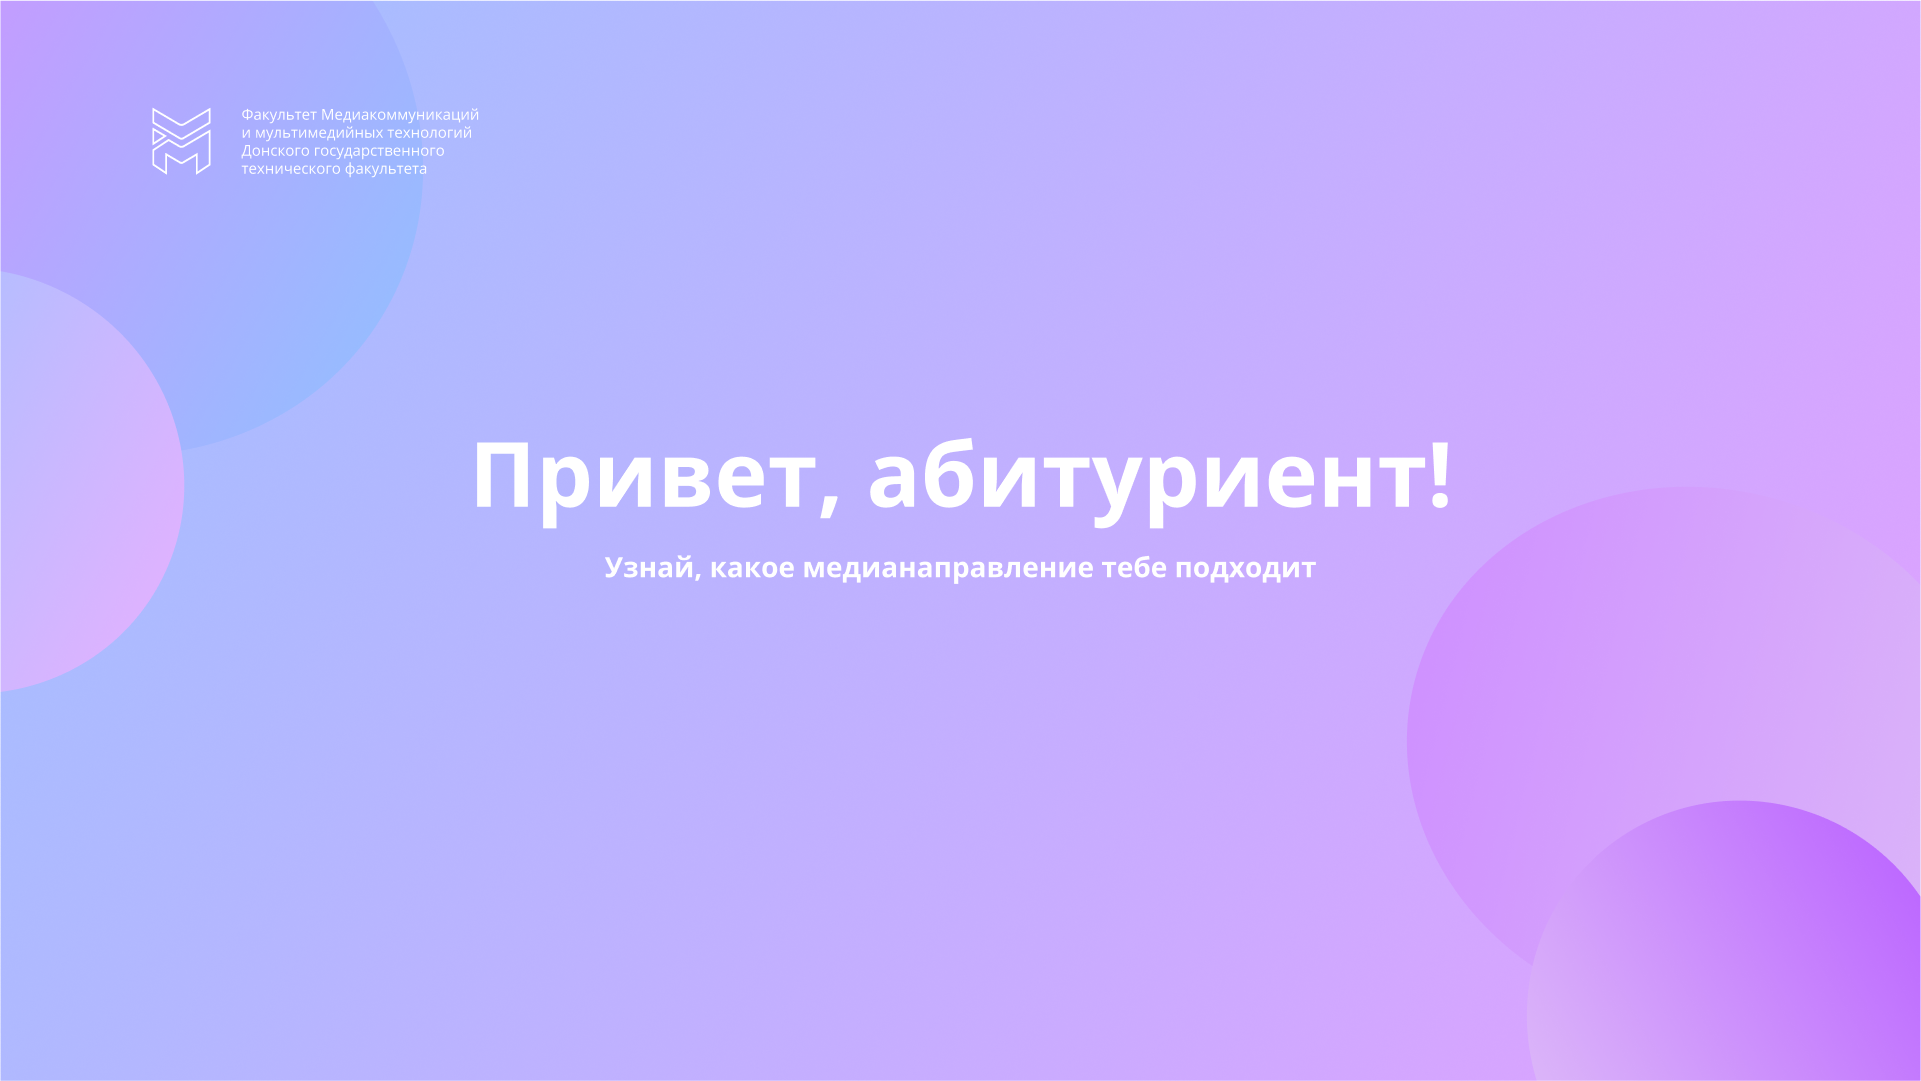 Факультет Медиакоммуникаций
и мультимедийных технологий
Донского государственного
технического факультета
Привет, абитуриент!
Узнай, какое медианаправление тебе подходит